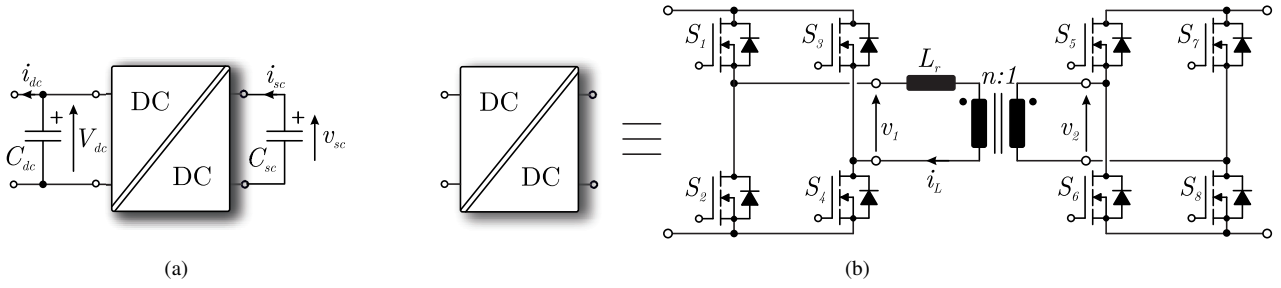 i_dc
+
C_dc
V_dc
DC
DC
i_sc
+
C_sc
v_sc
(a)
DC
DC
S_1
S_3
S_2
S_4
L_r
n:1
v_1
i_L
v_2
S_5
S_7
S_6
S_8
(b)